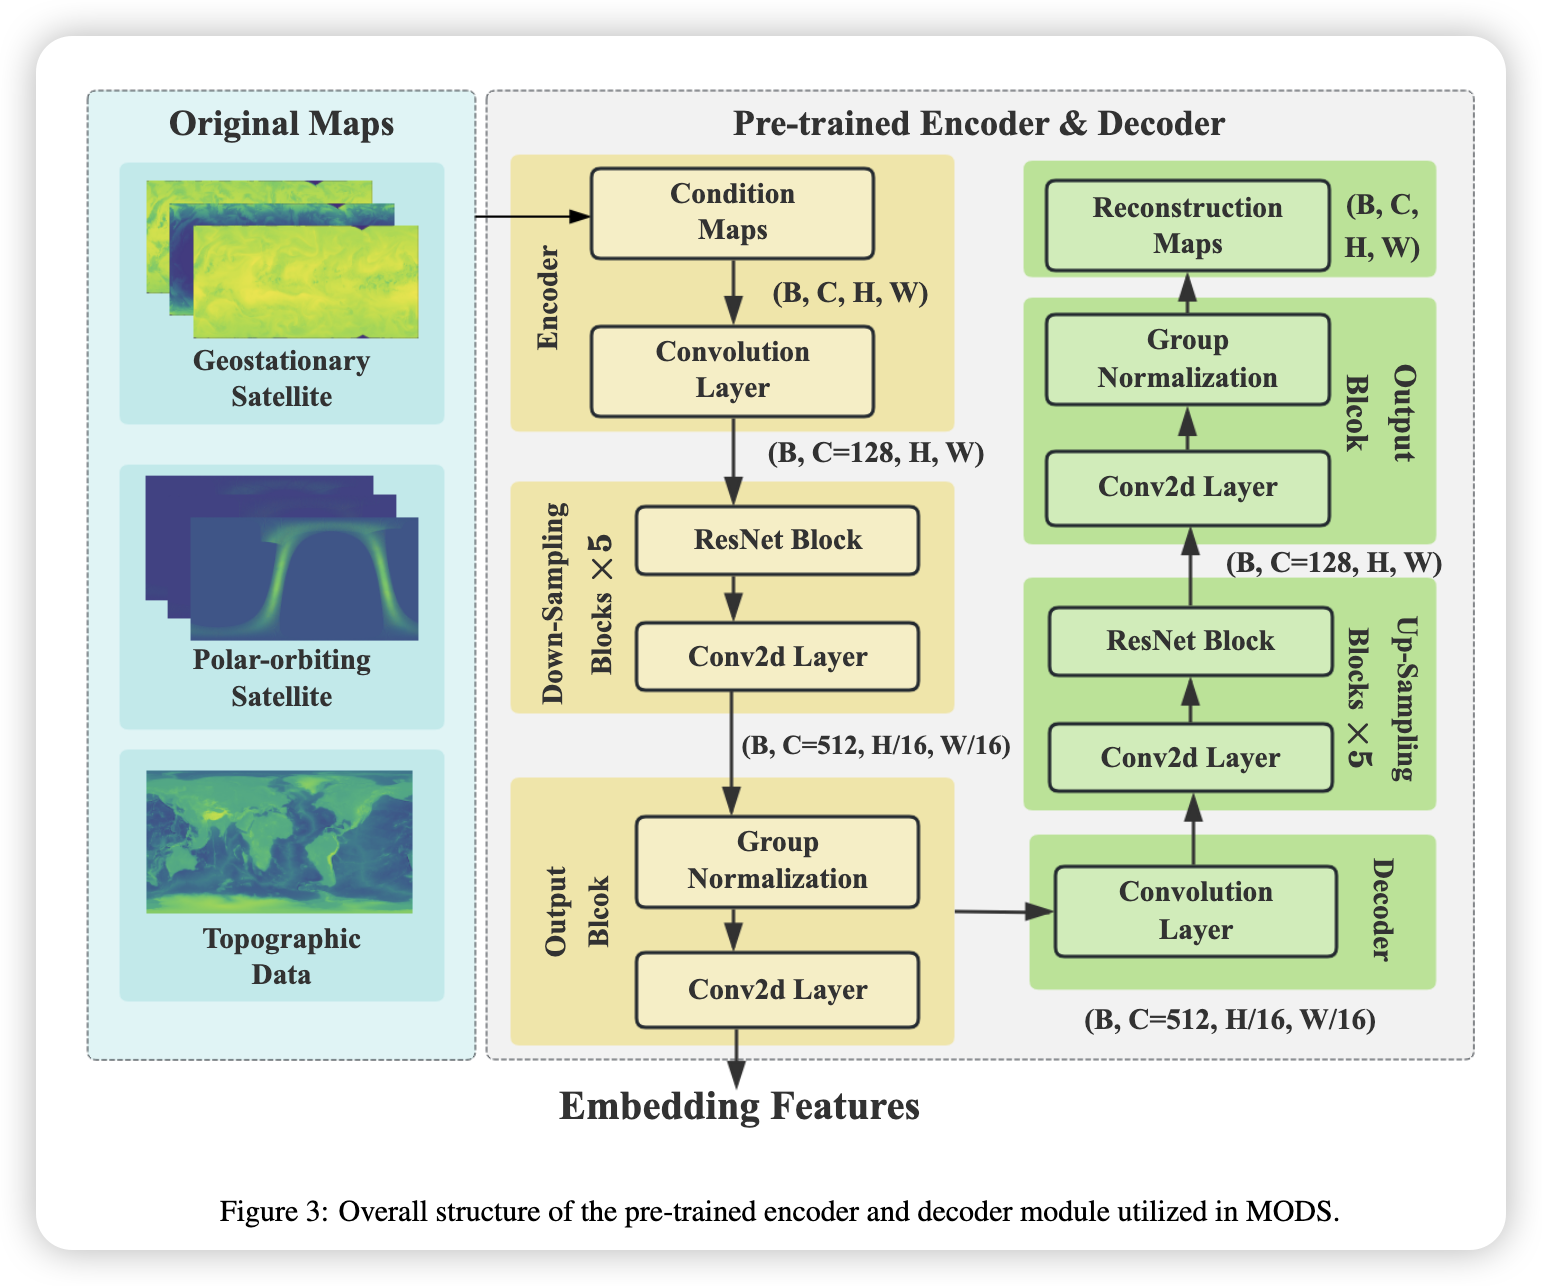 Original Maps
Geostationary
Satellite
Polar-orbiting
Satellite
Topographic
Data
Pre-trained Encoder & Decoder
Encoder
Condition
Maps
(B, C, H, W)
Convolution
Layer
(B, C=128, H, W)
Down-Sampling
Blocks ×5
ResNet Block
Conv2d Layer
(B, C=512, H/16, W/16)
Output
Blcok
Group
Normalization
Conv2d Layer
Embedding Features
Reconstruction
Maps
(B, C,
H, W)
Group
Normalization
Conv2d Layer
Output
Blcok
(B, C=128, H, W)
ResNet Block
Conv2d Layer
Up-Sampling
Blocks ×5
Convolution
Layer
Decoder
(B, C=512, H/16, W/16)
Figure 3: Overall structure of the pre-trained encoder and decoder module utilized in MODS.